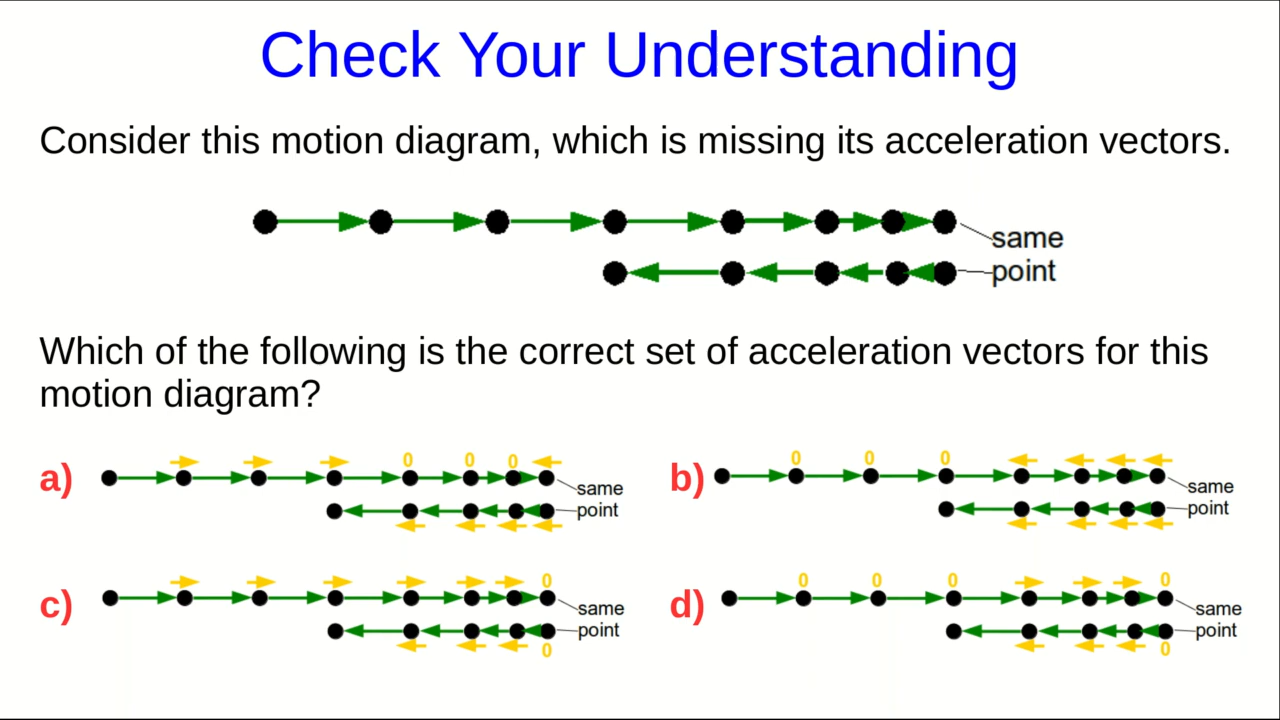 Check Your Understanding
Consider this motion diagram, which is missing its acceleration vectors.
same
point
Which of the following is the correct set of acceleration vectors for this
motion diagram?
a)
0 0 0
same
point
b)
0 0 0
same
point
c)
0
same
point
0
d)
0 0 0 0
same
point
0